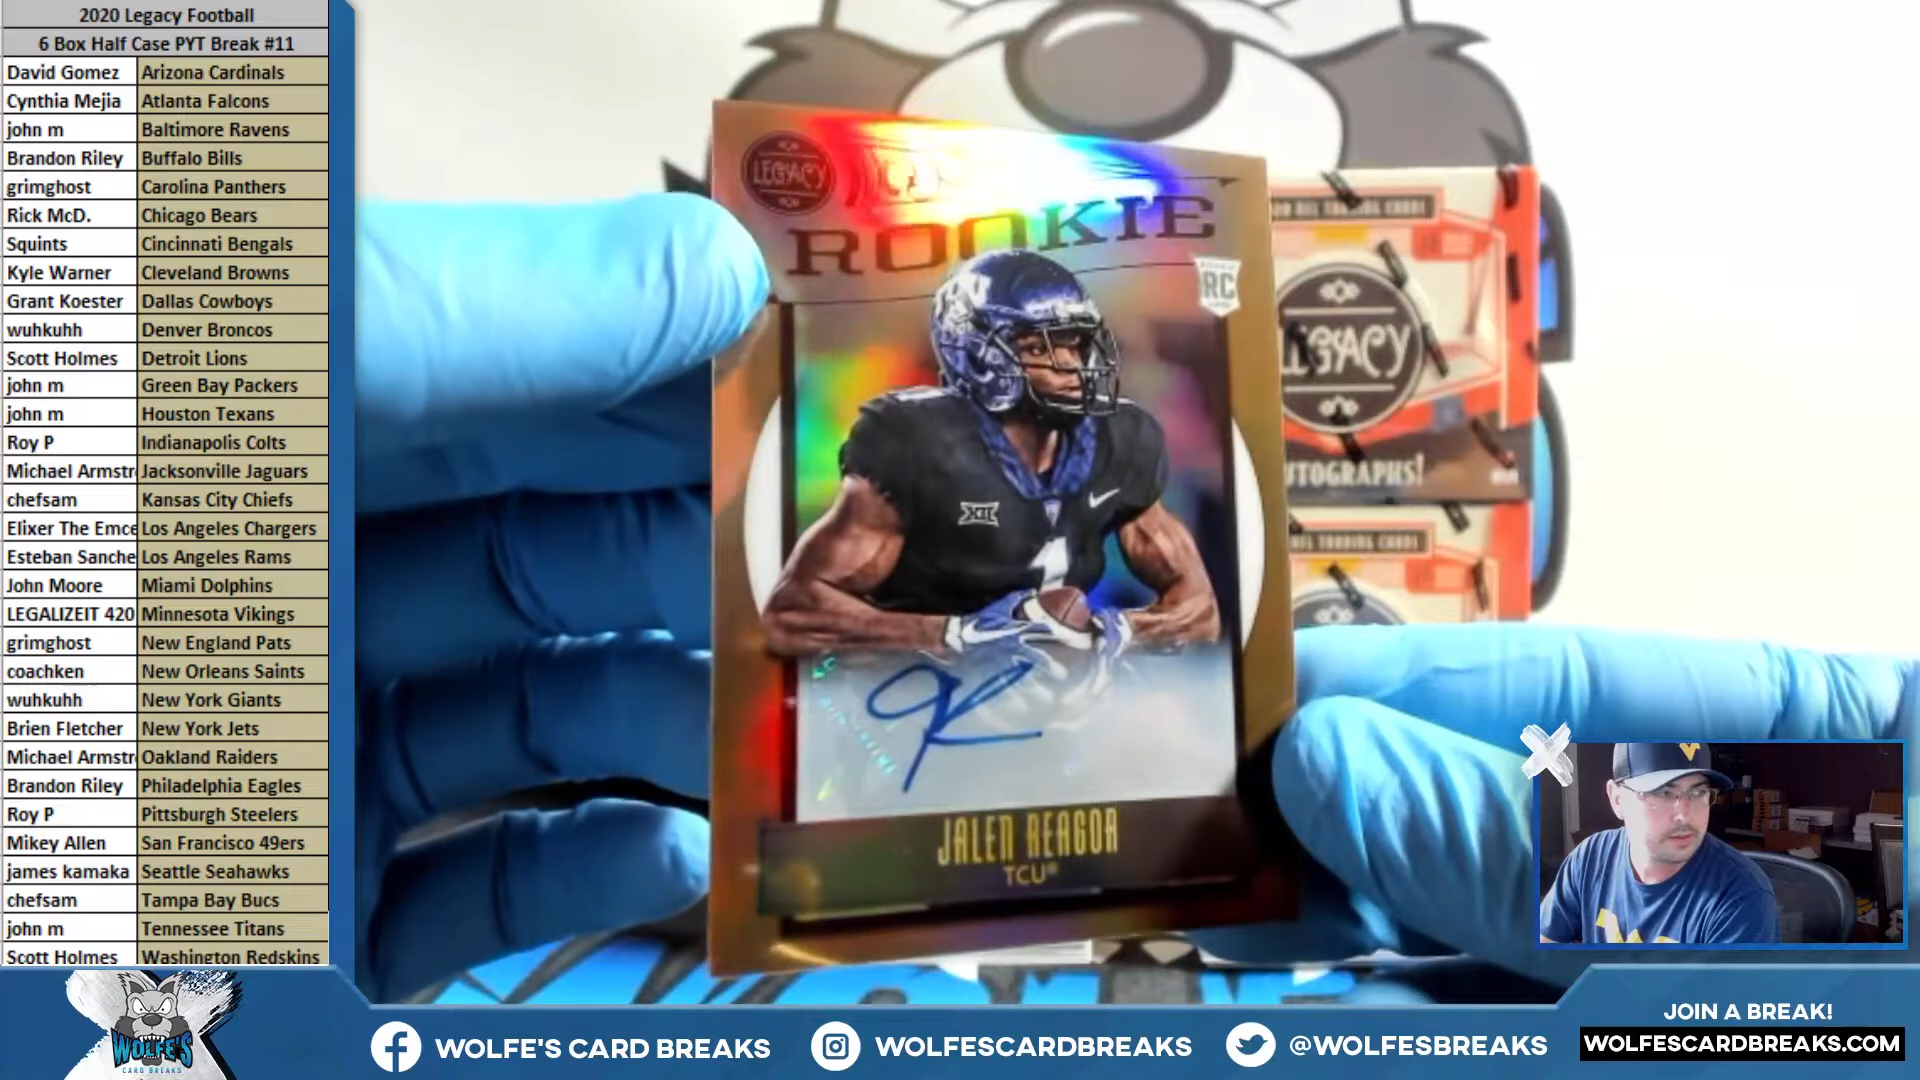 2020 Legacy Football
6 Box Half Case PYT Break #11
David Gomez Arizona Cardinals
Cynthia Mejia Atlanta Falcons
john m Baltimore Ravens
Brandon Riley Buffalo Bills
grimghost Carolina Panthers
Rick McD. Chicago Bears
Squints Cincinnati Bengals
Kyle Warner Cleveland Browns
Grant Koester Dallas Cowboys
wuhkuhh Denver Broncos
Scott Holmes Detroit Lions
john m Green Bay Packers
john m Houston Texans
Roy P Indianapolis Colts
Michael Armstr Jacksonville Jaguars
chefsam Kansas City Chiefs
Elixer The Emce Los Angeles Chargers
Esteban Sanche Los Angeles Rams
John Moore Miami Dolphins
LEGALIZEIT 420 Minnesota Vikings
grimghost New England Pats
coachken New Orleans Saints
wuhkuhh New York Giants
Brien Fletcher New York Jets
Michael Armstr Oakland Raiders
Brandon Riley Philadelphia Eagles
Roy P Pittsburgh Steelers
Mikey Allen San Francisco 49ers
james kamaka Seattle Seahawks
chefsam Tampa Bay Bucs
john m Tennessee Titans
Scott Holmes Washington Redskins
LEGACY
ROOKIE
RC
TCU
XII
1
JALEN REAGOR
TCU
LEGACY
WOLFE'S
CARD BREAKS
WOLFE'S CARD BREAKS
WOLFESCARDBREAKS
@WOLFESBREAKS
JOIN A BREAK!
WOLFESCARDBREAKS.COM